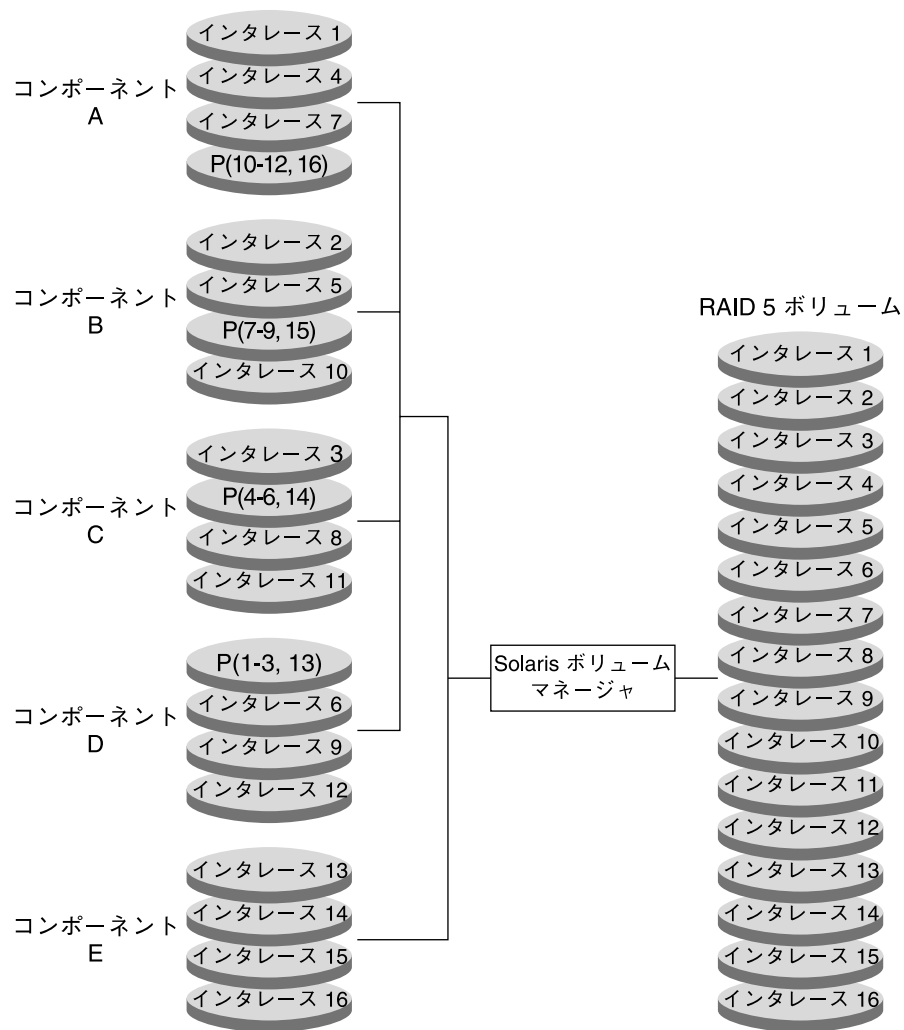 コンポーネント
A
インタレース 1
インタレース 4
インタレース 7
P(10-12, 16)
コンポーネント
B
インタレース 2
インタレース 5
P(7-9, 15)
インタレース 10
コンポーネント
C
インタレース 3
P(4-6, 14)
インタレース 8
インタレース 11
コンポーネント
D
P(1-3, 13)
インタレース 6
インタレース 9
インタレース 12
コンポーネント
E
インタレース 13
インタレース 14
インタレース 15
インタレース 16
Solaris ボリューム
マネージャ
RAID 5 ボリューム
インタレース 1
インタレース 2
インタレース 3
インタレース 4
インタレース 5
インタレース 6
インタレース 7
インタレース 8
インタレース 9
インタレース 10
インタレース 11
インタレース 12
インタレース 13
インタレース 14
インタレース 15
インタレース 16